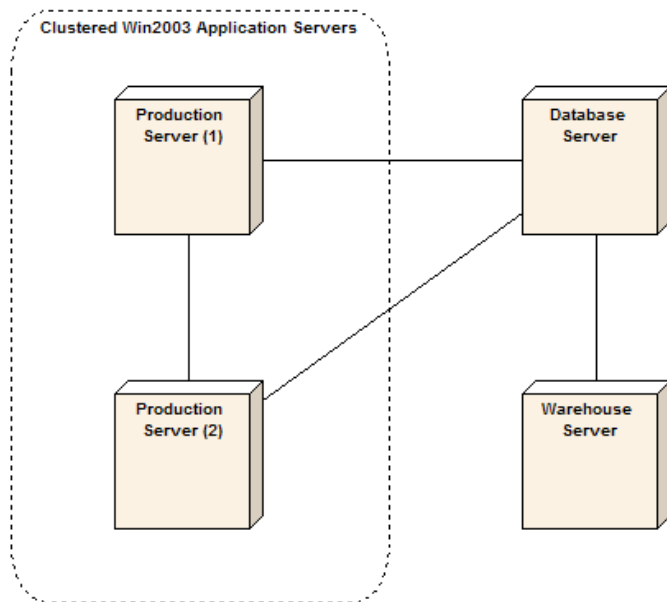 Clustered Win2003 Application Servers
Production
Server (1)
Database
Server
Production
Server (2)
Warehouse
Server